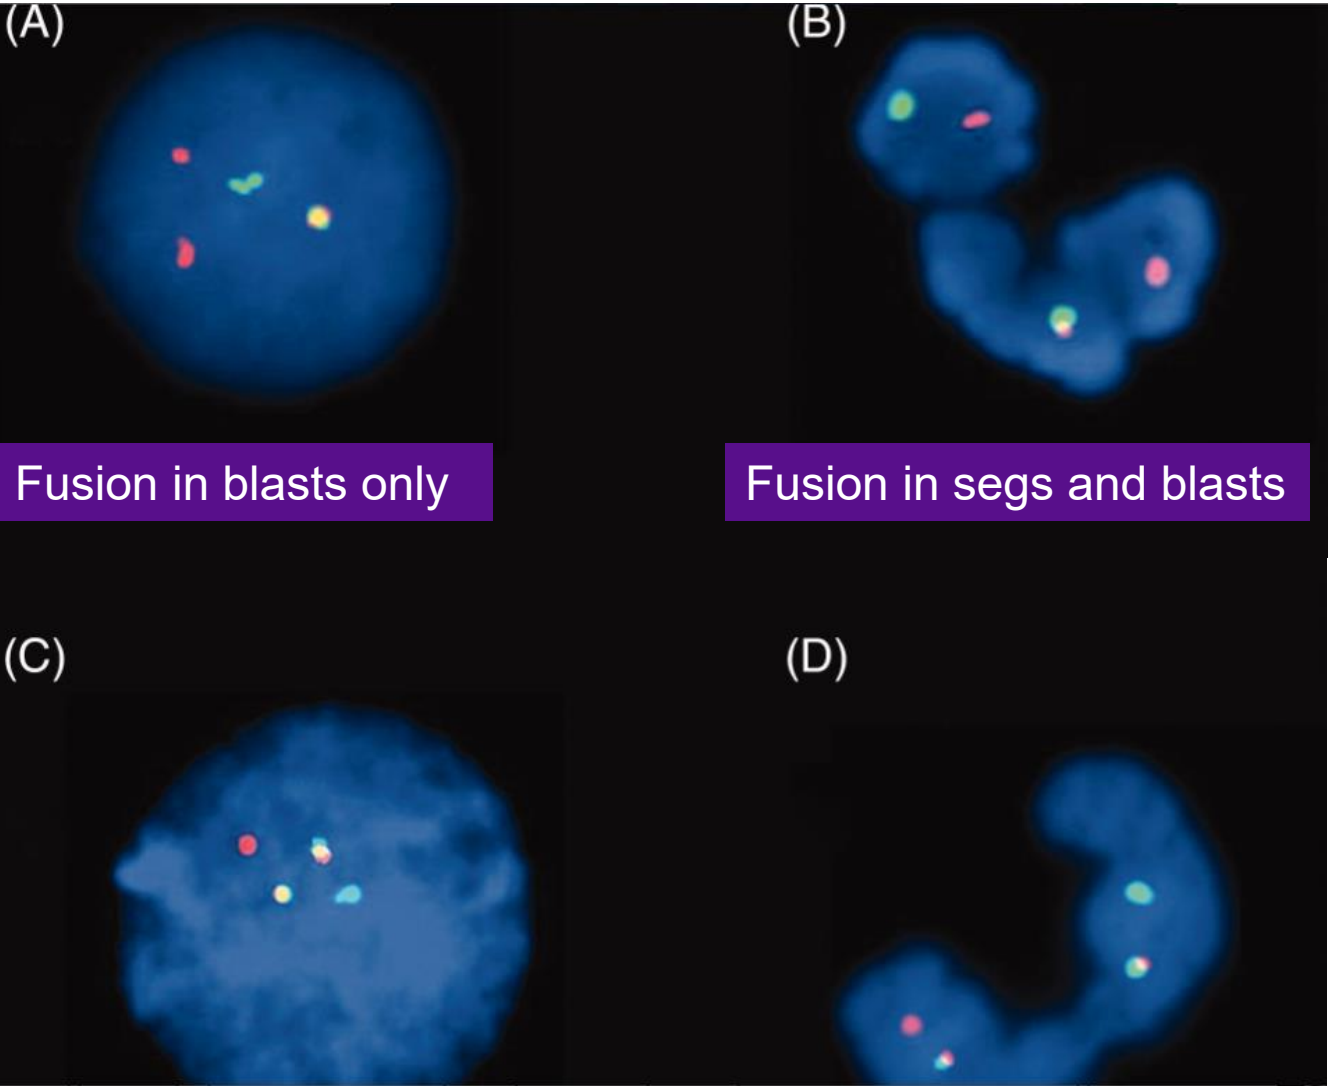 (A)
(B)
Fusion in blasts only
Fusion in segs and blasts
(C)
(D)